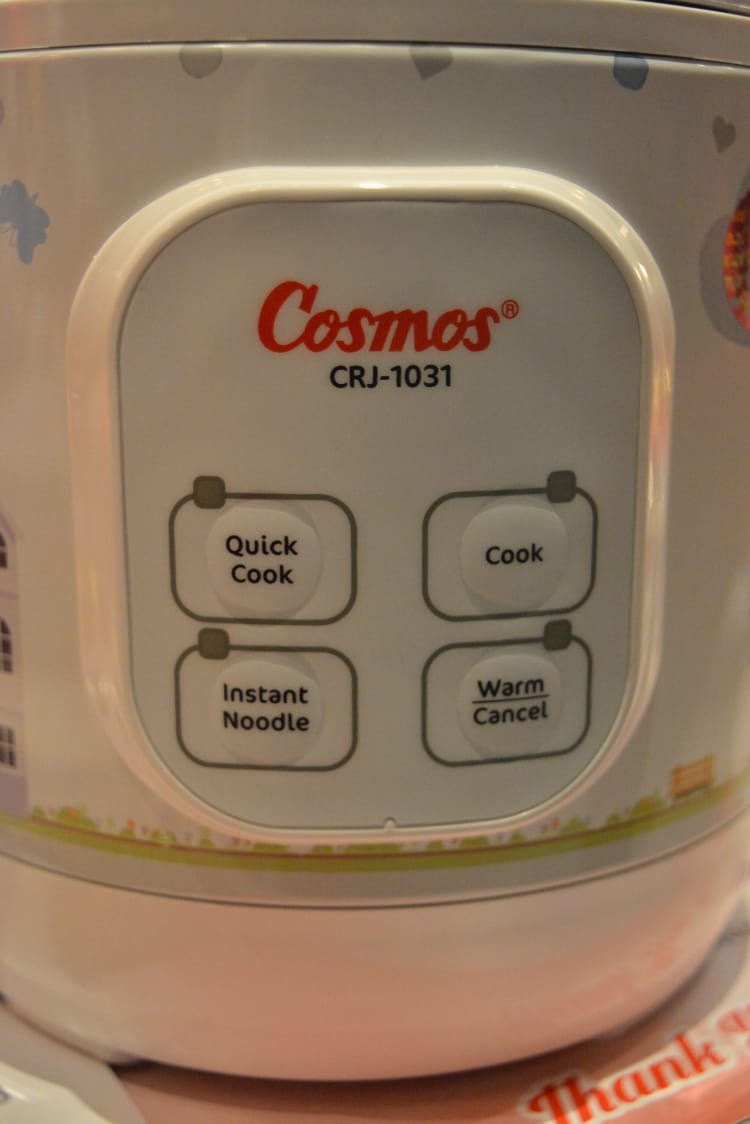 Cosmos®
CRJ-1031
Quick
Cook
Cook
Instant
Noodle
Warm
Cancel
Thank